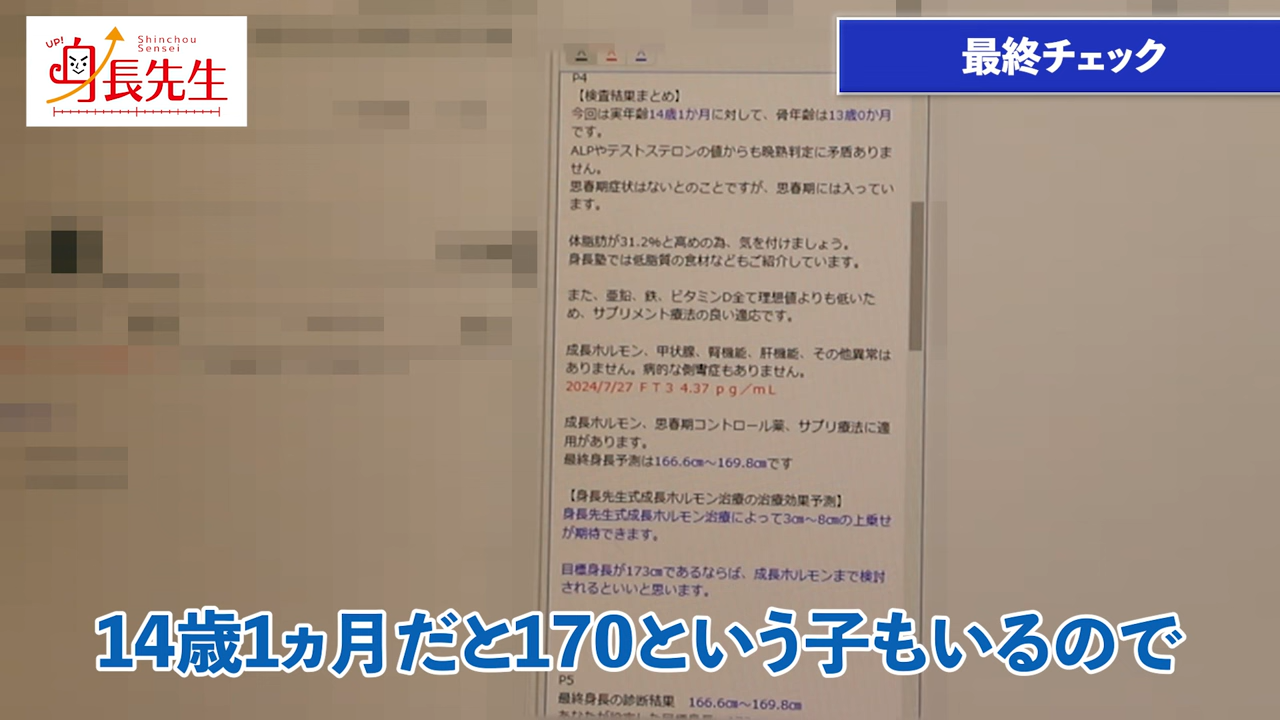 UP!
Shinchou
Sensei
身長先生
最終チェック
P4
【検査結果まとめ】
今回は実年齢14歳1か月に対して、骨年齢は13歳0か月
です。
ALPやテストステロンの値からも晩熟判定に矛盾ありま
せん。
思春期症状はないとのことですが、思春期には入ってい
ます。
体脂肪が31.2%と高めの為、気を付けましょう。
身長塾では低脂質の食材などもご紹介しています。
また、亜鉛、鉄、ビタミンD全て理想値よりも低いた
め、サプリメント療法の良い適応です。
成長ホルモン、甲状腺、腎機能、肝機能、その他異常は
ありません。病的な側彎症もありません。
2024/7/27 ＦＴ３ 4.37 ｐｇ／ｍＬ
成長ホルモン、思春期コントロール薬、サプリ療法に適
用があります。
最終身長予測は166.6㎝～169.8㎝です
【身長先生式成長ホルモン治療の治療効果予測】
身長先生式成長ホルモン治療によって3㎝～8㎝の上乗せ
が期待できます。
目標身長が173㎝であるならば、成長ホルモンまで検討
されるといいと思います。
14歳1ヵ月だと170という子もいるので
P5
最終身長の診断結果 166.6㎝～169.8㎝